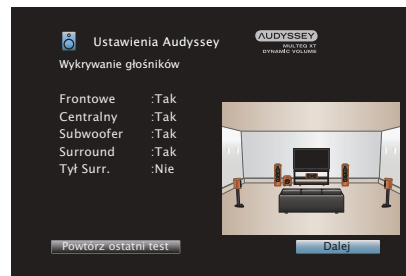 Ustawienia Audyssey
AUDYSSEY
MULTEQ XT
DYNAMIC VOLUME
Wykrywanie głośników
Frontowe :Tak
Centralny :Tak
Subwoofer :Tak
Surround :Tak
Tył Surr. :Nie
Powtórz ostatni test
Dalej